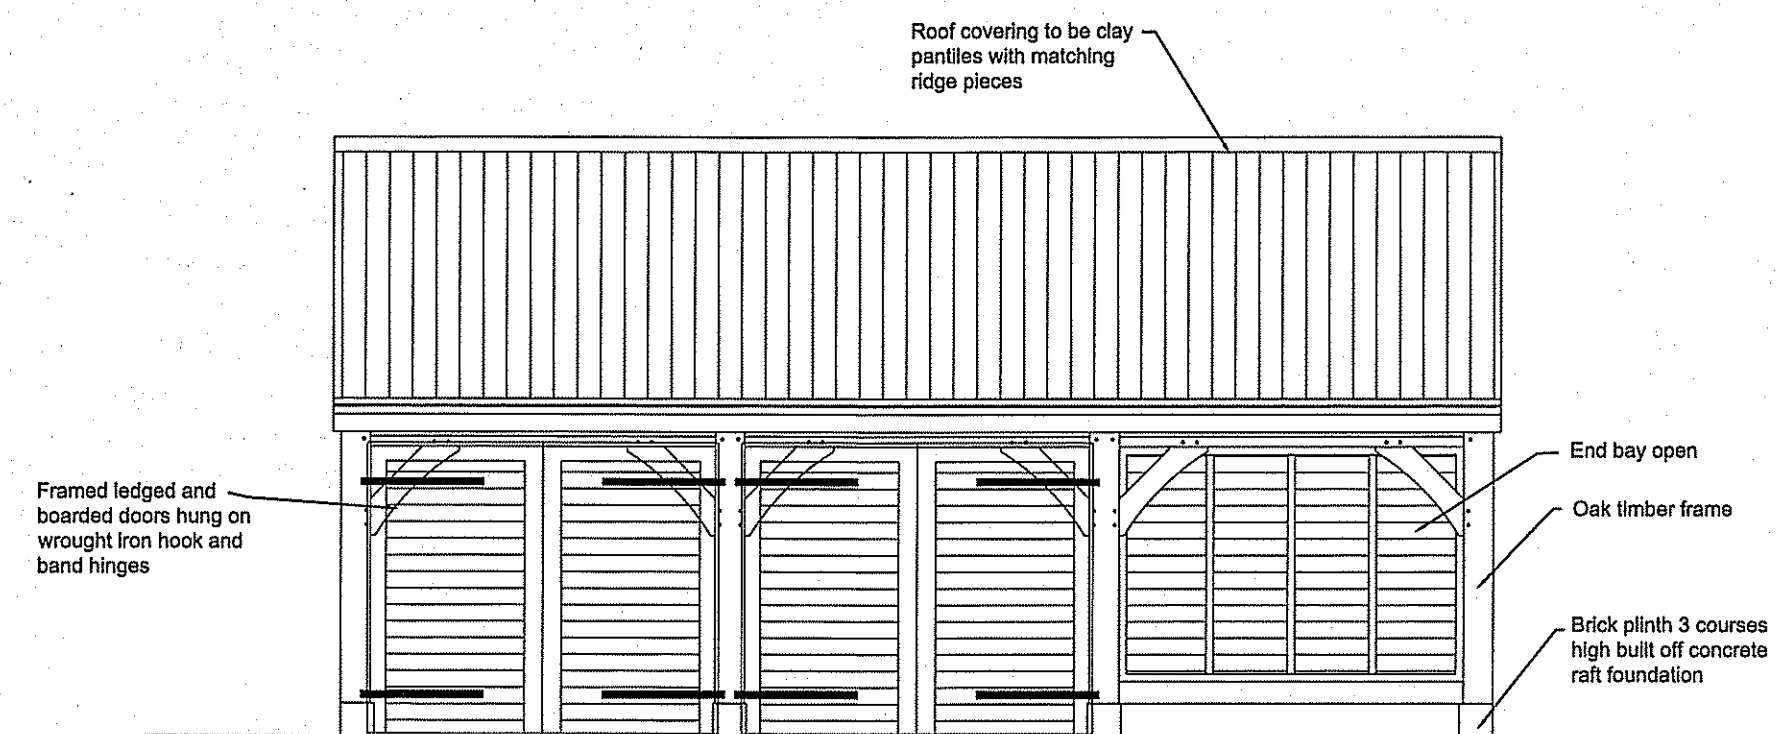 Roof covering to be clay
pantiles with matching
ridge pieces
End bay open
Oak timber frame
Framed ledged and
boarded doors hung on
wrought iron hook and
band hinges
Brick plinth 3 courses
high built off concrete
raft foundation